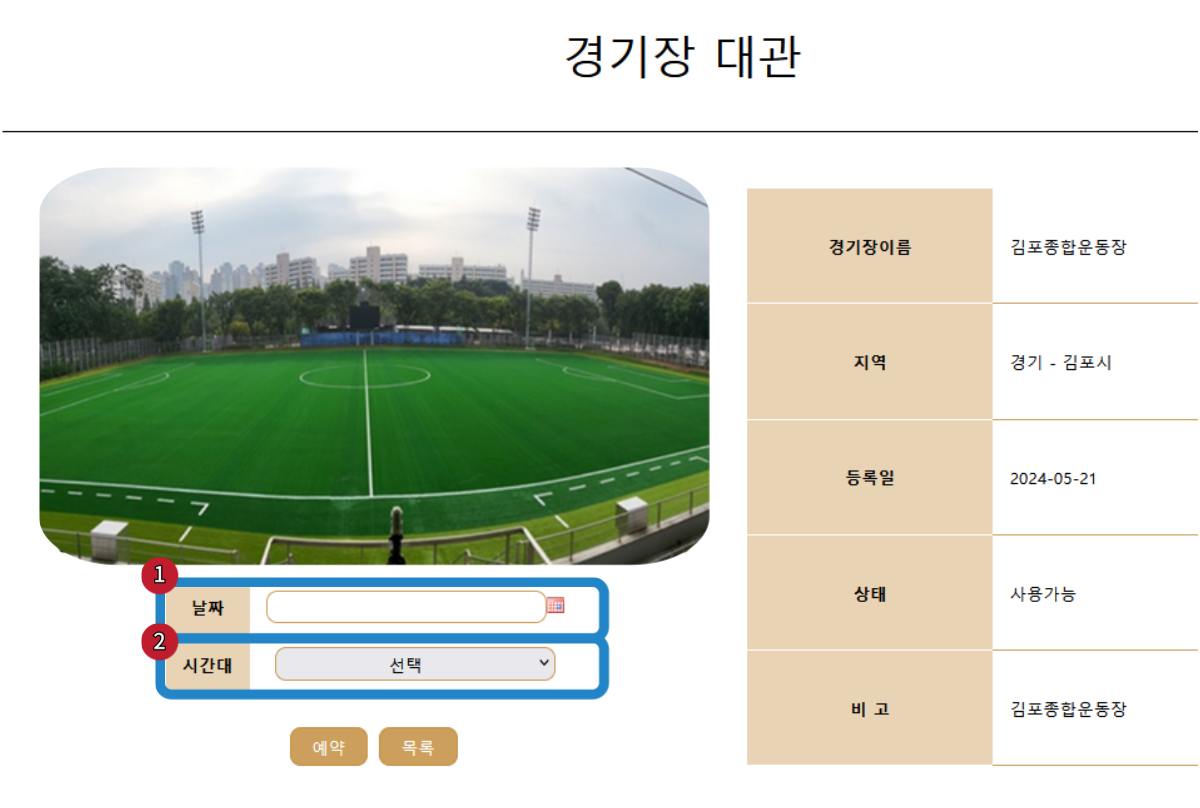 경기장 대관
1
날짜
2
시간대 선택
예약 목록
경기장이름 김포종합운동장
지역 경기 - 김포시
등록일 2024-05-21
상태 사용가능
비 고 김포종합운동장